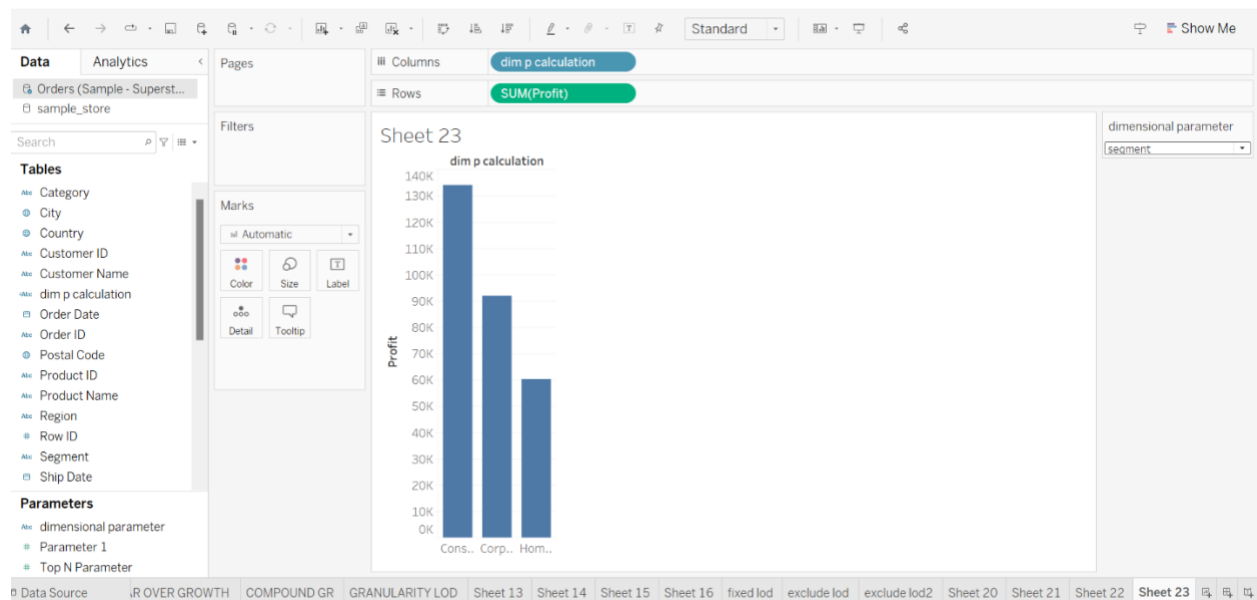 Standard
Show Me
Data
Analytics
Pages
Columns
dim p calculation
Orders (Sample - Superst...
sample_store
Rows
SUM(Profit)
Search
Filters
Sheet 23
dimensional parameter
segment
Tables
Category
City
Country
Customer ID
Customer Name
dim p calculation
Order Date
Order ID
Postal Code
Product ID
Product Name
Region
Row ID
Segment
Ship Date
Parameters
dimensional parameter
Parameter 1
Top N Parameter
Marks
Automatic
Color
Size
Label
Detail
Tooltip
dim p calculation
Profit
140K
130K
120K
110K
100K
90K
80K
70K
60K
50K
40K
30K
20K
10K
0K
Cons.. Corp.. Hom..
Data Source
AR OVER GROWTH COMPOUND GR GRANULARITY LOD Sheet 13 Sheet 14 Sheet 15 Sheet 16 fixed lod exclude lod exclude lod2 Sheet 20 Sheet 21 Sheet 22 Sheet 23